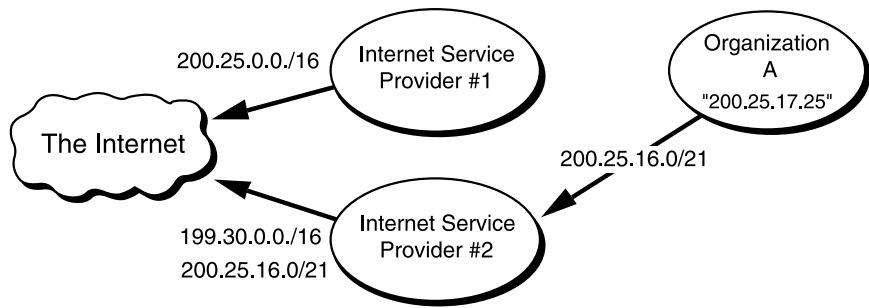 200.25.0.0./16
Internet Service
Provider #1
Organization
A
"200.25.17.25"
The Internet
200.25.16.0/21
Internet Service
Provider #2
199.30.0.0./16
200.25.16.0/21